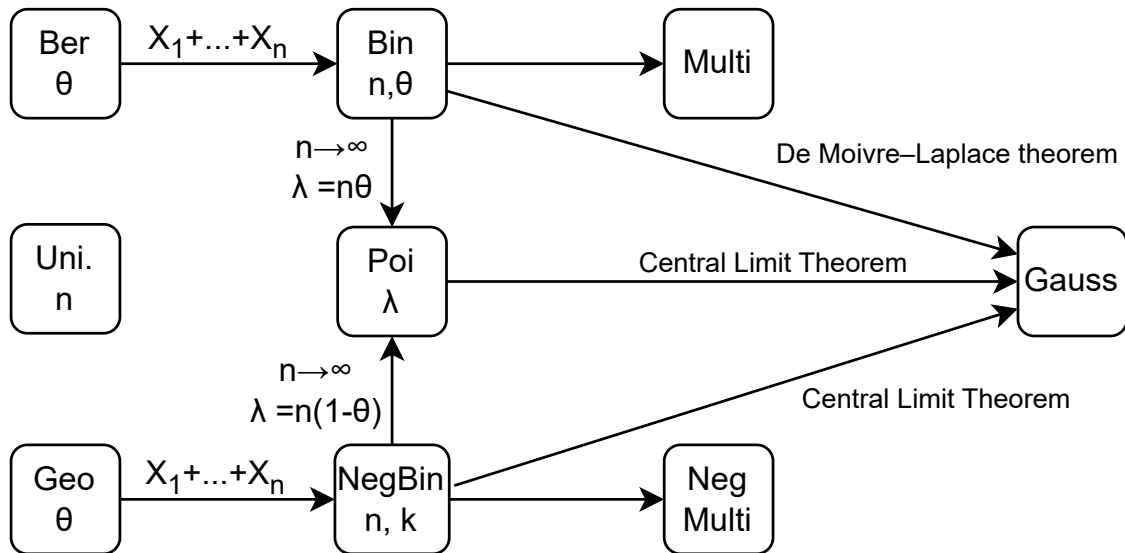 Ber
θ
X₁+...+Xₙ
Bin
n,θ
Multi
n→∞
λ =nθ
De Moivre–Laplace theorem
Uni.
n
Poi
λ
Central Limit Theorem
Gauss
n→∞
λ =n(1-θ)
Central Limit Theorem
Geo
θ
X₁+...+Xₙ
NegBin
n, k
Neg
Multi